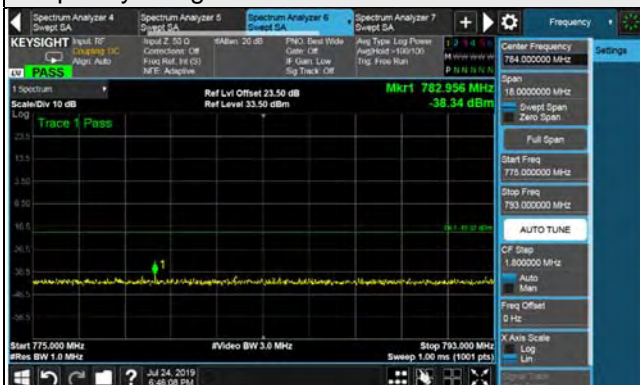 Spectrum Analyzer 4
Swept SA
Spectrum Analyzer 5
Swept SA
Spectrum Analyzer 6
Swept SA
Spectrum Analyzer 7
Swept SA
Frequency
KEYSIGHT
Input: RF
Coupling: DC
Align: Auto
Input Z: 50 Ω
Corrections: Off
Freq Ref: Int (S)
NFE: Adaptive
#Atten: 20 dB
PNO: Best Wide
Gate: Off
IF Gain: Low
Sig Track: Off
Avg Type: Log Power
Avg|Hold:>100/100
Trig: Free Run
1 2 3 4 5 6
P N N N N N
LV PASS
1 Spectrum
Scale/Div 10 dB
Log
Ref Lvl Offset 23.50 dB
Ref Level 33.50 dBm
Mkr1 782.956 MHz
-38.34 dBm
Trace 1 Pass
23.5
13.5
-16.5
-26.5
-36.5
-46.5
-56.5
1
Start 775.000 MHz
#Res BW 1.0 MHz
#Video BW 3.0 MHz
Stop 793.000 MHz
Sweep 1.00 ms (1001 pts)
Jul 24, 2019
6:46:08 PM
Center Frequency
784.000000 MHz
Settings
Span
18.0000000 MHz
Swept Span
Zero Span
Full Span
Start Freq
775.000000 MHz
Stop Freq
793.000000 MHz
AUTO TUNE
CF Step
1.800000 MHz
Auto
Man
Freq Offset
0 Hz
X Axis Scale
Log
Lin
Signal Track